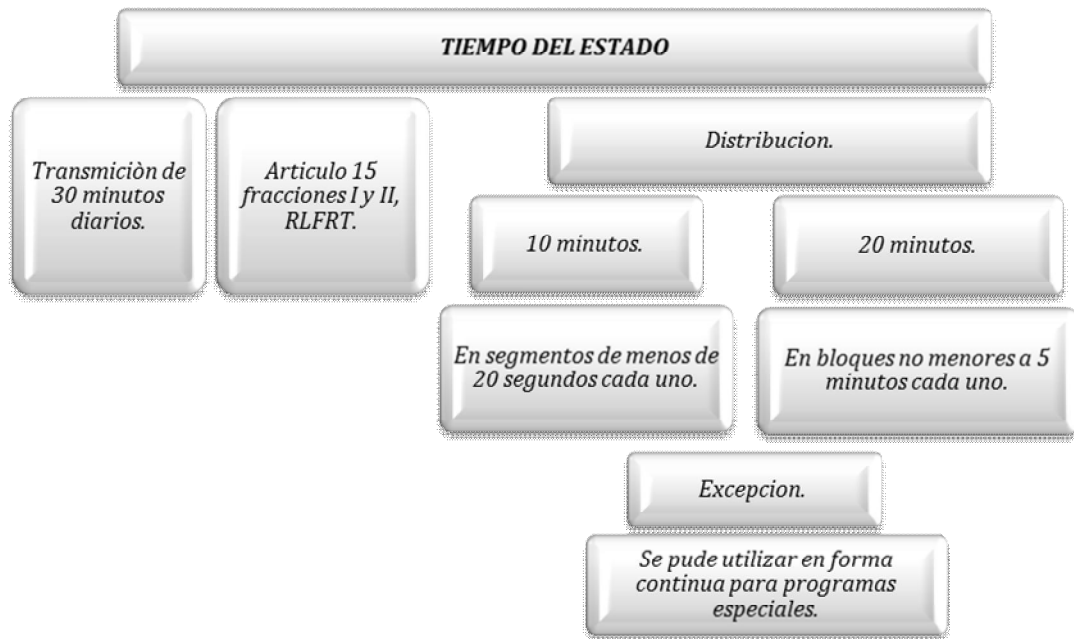 TIEMPO DEL ESTADO
Transmiciòn de
30 minutos
diarios.
Articulo 15
fracciones I y II,
RLFRT.
Distribucion.
10 minutos.
20 minutos.
En segmentos de menos de
20 segundos cada uno.
En bloques no menores a 5
minutos cada uno.
Excepcion.
Se pude utilizar en forma
continua para programas
especiales.